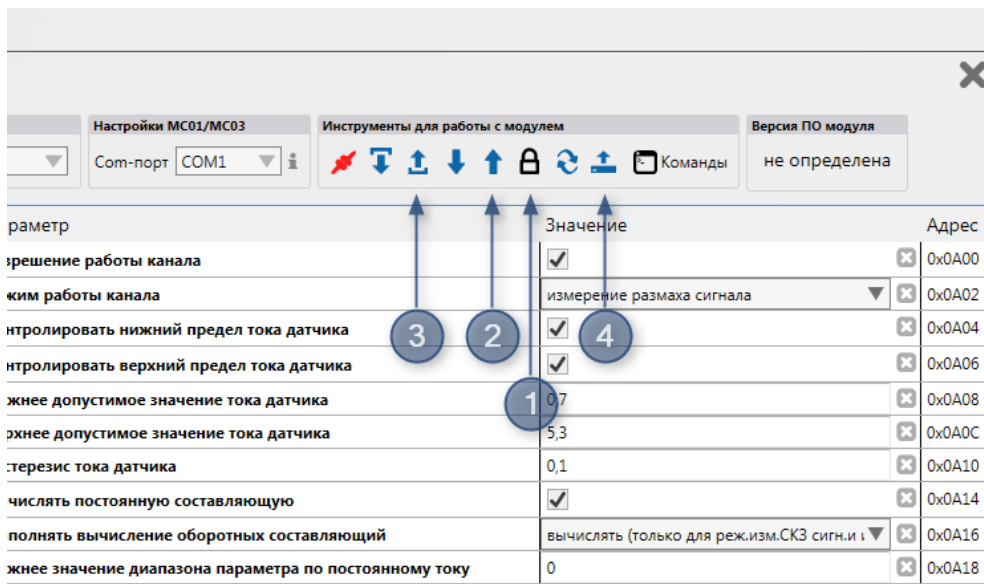 Настройки MC01/MC03
Инструменты для работы с модулем
Версия ПО модуля
Com-порт COM1
Команды
не определена
раметр Значение Адрес
зрешение работы канала 0x0A00
жим работы канала измерение размаха сигнала 0x0A02
нтролировать нижний предел тока датчика 0x0A04
3 2 4
нтролировать верхний предел тока датчика 0x0A06
жнее допустимое значение тока датчика 0,7 0x0A08
1
рхнее допустимое значение тока датчика 5,3 0x0A0C
стерезис тока датчика 0,1 0x0A10
числять постоянную составляющую 0x0A14
полнять вычисление оборотных составляющий вычислять (только для реж.изм.СКЗ сигн.и 0x0A16
жнее значение диапазона параметра по постоянному току 0 0x0A18